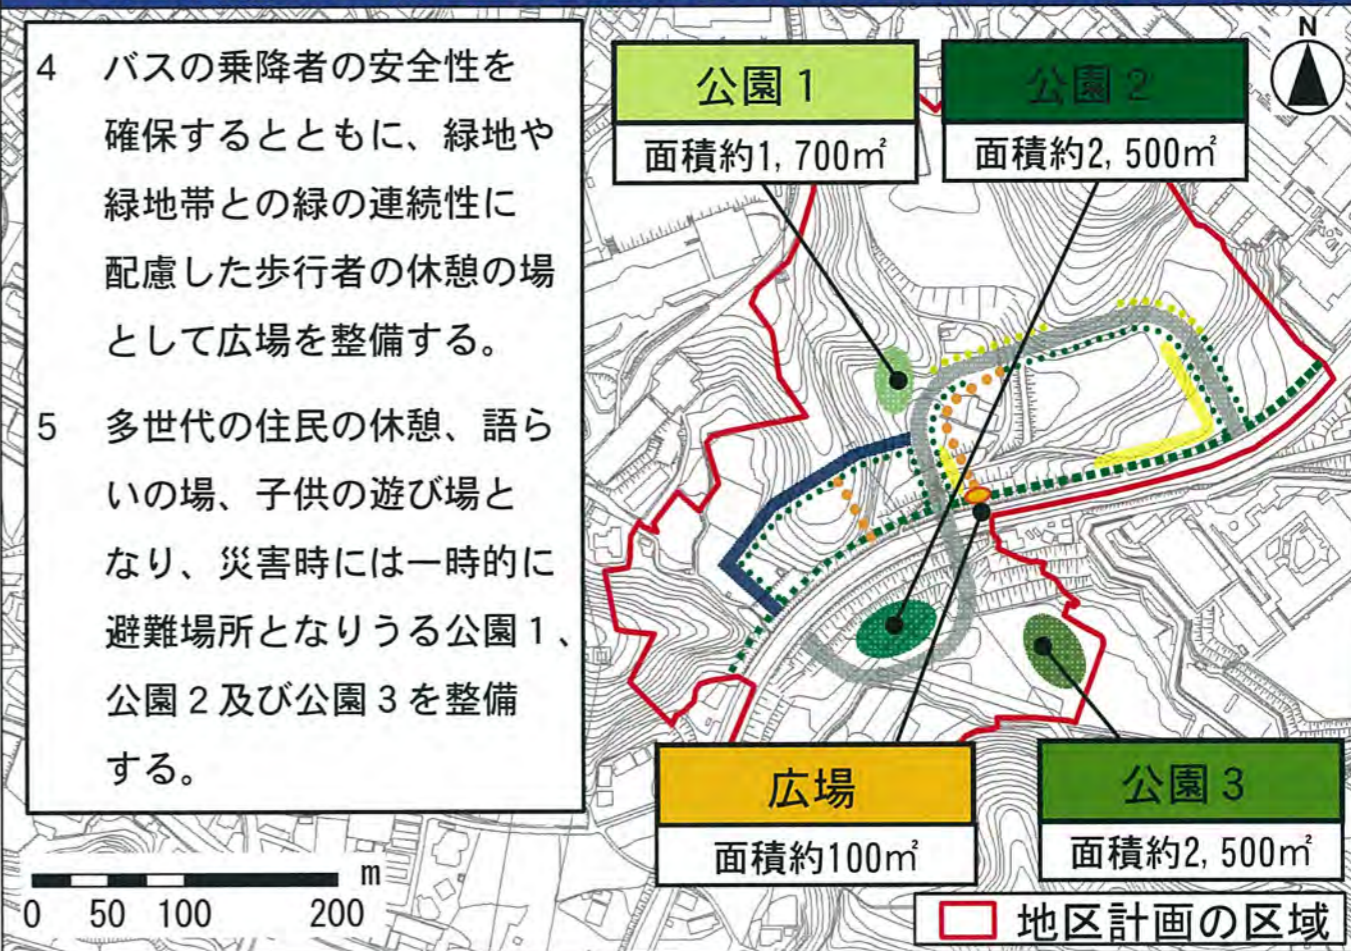 4 バスの乗降者の安全性を
確保するとともに、緑地や
緑地帯との緑の連続性に
配慮した歩行者の休憩の場
として広場を整備する。
5 多世代の住民の休憩、語ら
いの場、子供の遊び場と
なり、災害時には一時的に
避難場所となりうる公園1、
公園2及び公園3を整備
する。
N
公園1
面積約1,700㎡
公園2
面積約2,500㎡
広場
面積約100㎡
公園3
面積約2,500㎡
m
0 50 100 200
地区計画の区域